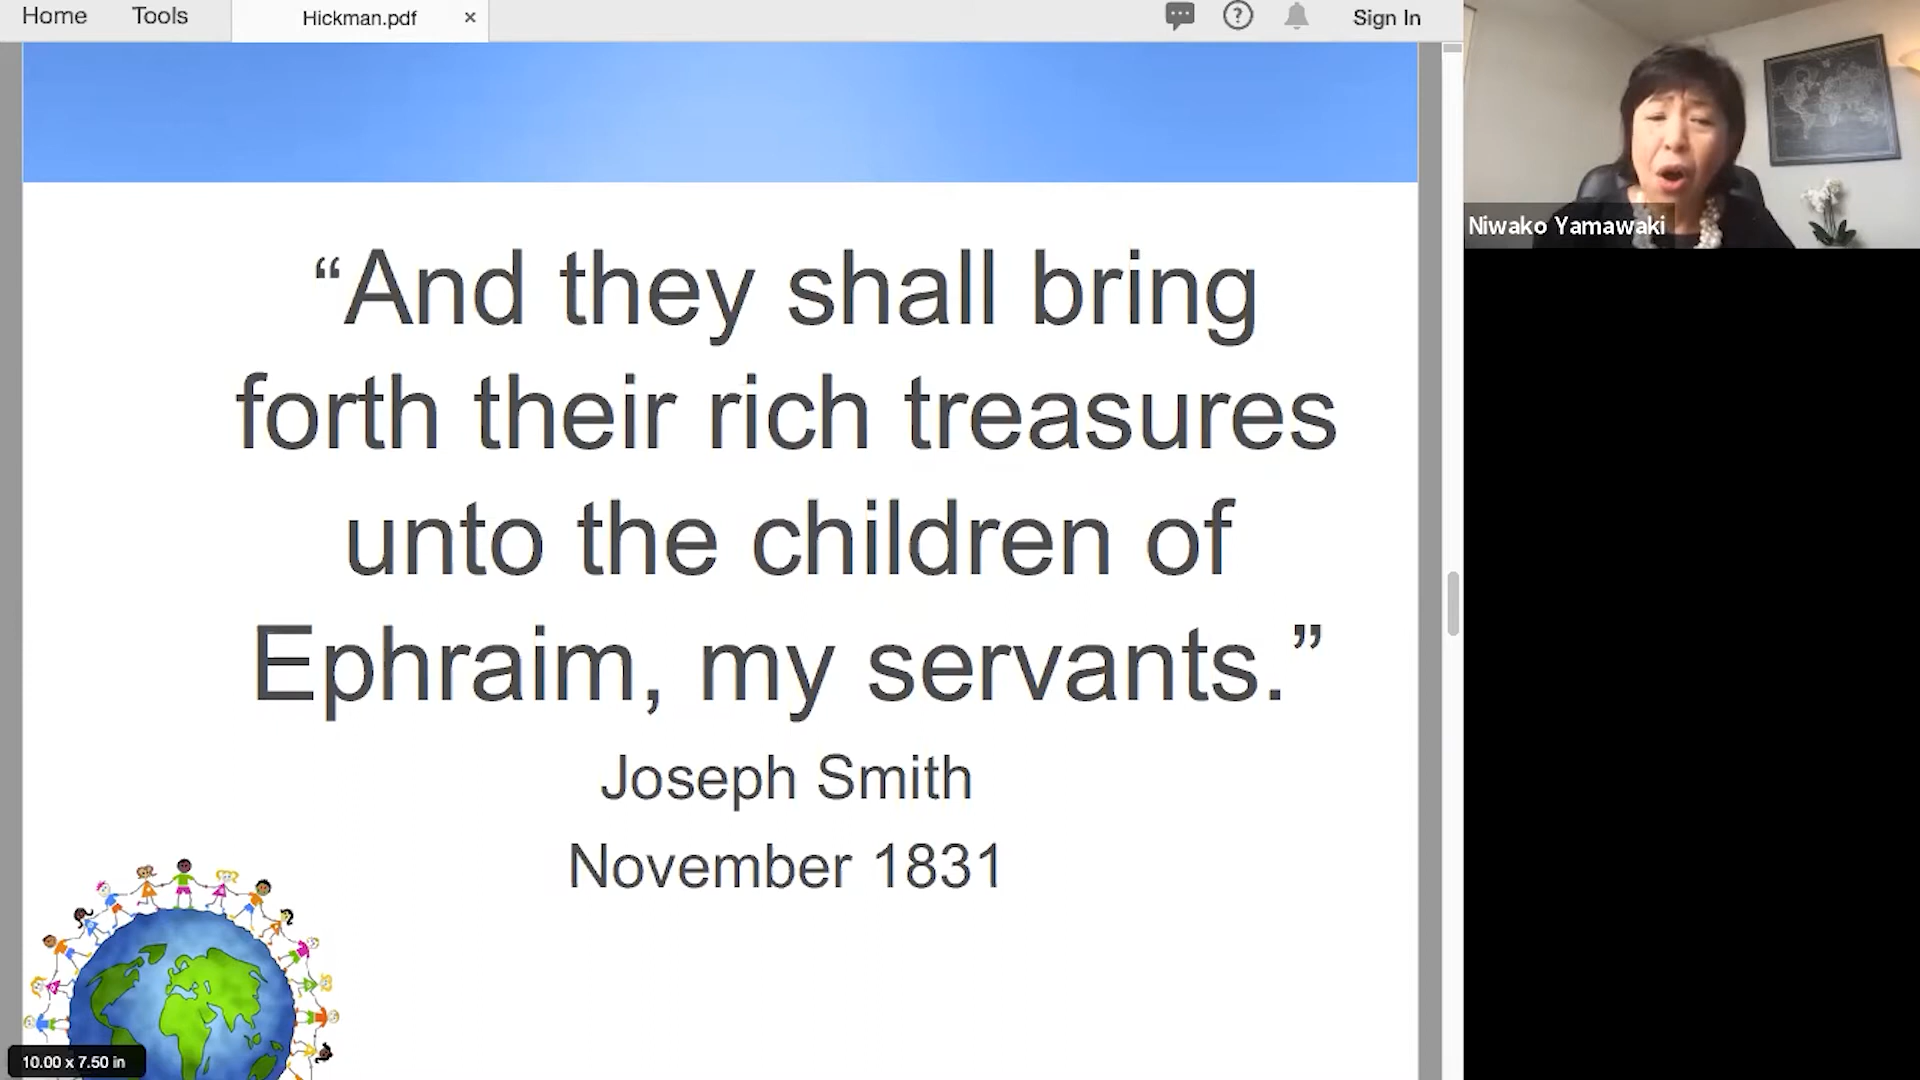 Home Tools Hickman.pdf × Sign In
Niwako Yamawaki
“And they shall bring
forth their rich treasures
unto the children of
Ephraim, my servants.”
Joseph Smith
November 1831
10.00 x 7.50 in